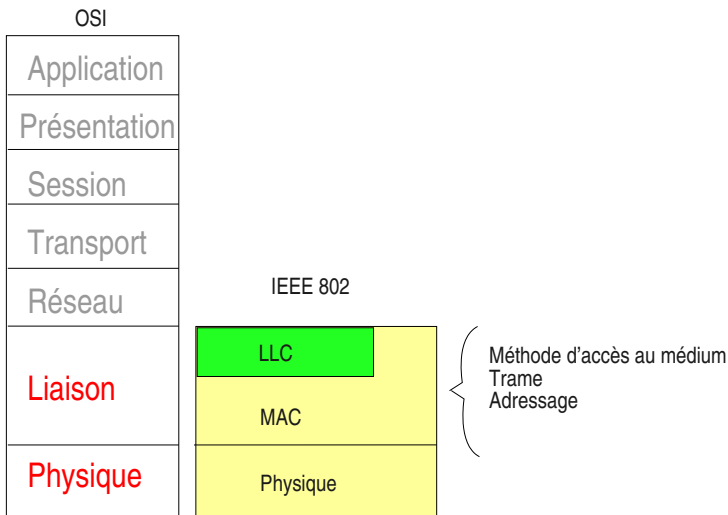 OSI
Application
Présentation
Session
Transport
Réseau
Liaison
Physique
IEEE 802
LLC
MAC
Physique
Méthode d'accès au médium
Trame
Adressage